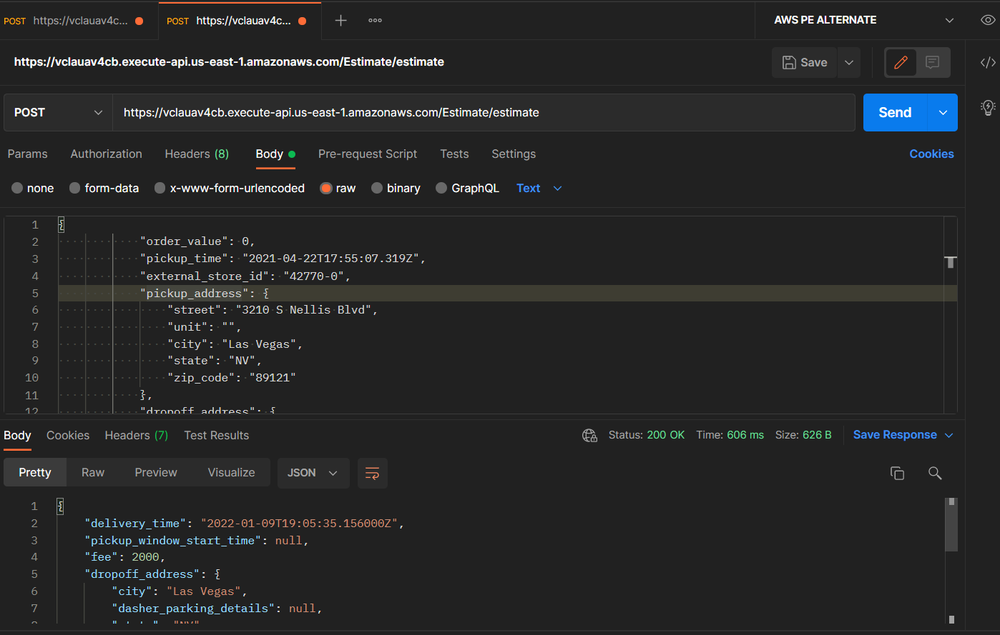 POST https://vclauav4c... POST https://vclauav4c... AWS PE ALTERNATE
https://vclauav4cb.execute-api.us-east-1.amazonaws.com/Estimate/estimate Save
POST https://vclauav4cb.execute-api.us-east-1.amazonaws.com/Estimate/estimate Send
Params Authorization Headers (8) Body Pre-request Script Tests Settings Cookies
none form-data x-www-form-urlencoded raw binary GraphQL Text
1 {
2 "order_value": 0,
3 "pickup_time": "2021-04-22T17:55:07.319Z",
4 "external_store_id": "42770-0",
5 "pickup_address": {
6 "street": "3210 S Nellis Blvd",
7 "unit": "",
8 "city": "Las Vegas",
9 "state": "NV",
10 "zip_code": "89121"
11 },
12 "dropoff_address": {
Body Cookies Headers (7) Test Results Status: 200 OK Time: 606 ms Size: 626 B Save Response
Pretty Raw Preview Visualize JSON
1 {
2 "delivery_time": "2022-01-09T19:05:35.156000Z",
3 "pickup_window_start_time": null,
4 "fee": 2000,
5 "dropoff_address": {
6 "city": "Las Vegas",
7 "dasher_parking_details": null,